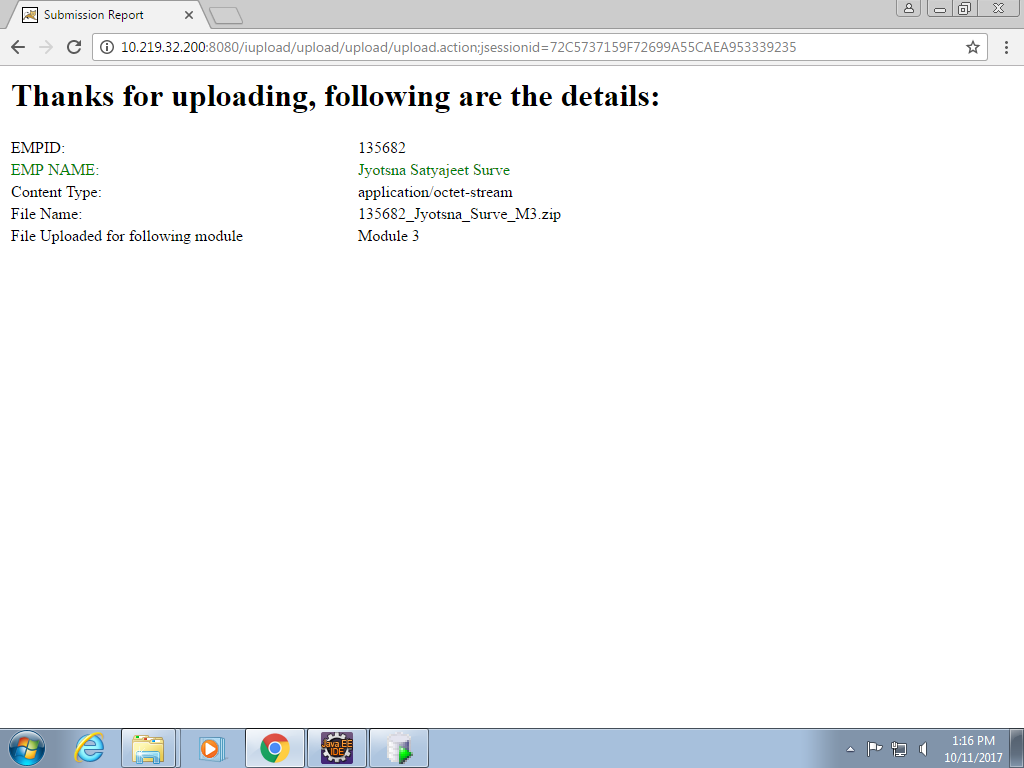 Submission Report
10.219.32.200:8080/iupload/upload/upload/upload.action;jsessionid=72C5737159F72699A55CAEA953339235
Thanks for uploading, following are the details:
EMPID: 135682
EMP NAME: Jyotsna Satyajeet Surve
Content Type: application/octet-stream
File Name: 135682_Jyotsna_Surve_M3.zip
File Uploaded for following module Module 3
Java EE
IDE
1:16 PM
10/11/2017